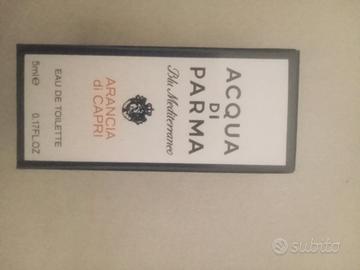 ACQUA
DI
PARMA
Blu Mediterraneo
ARANCIA
di CAPRI
EAU DE TOILETTE
5ml℮ 0.17FL.OZ
subito